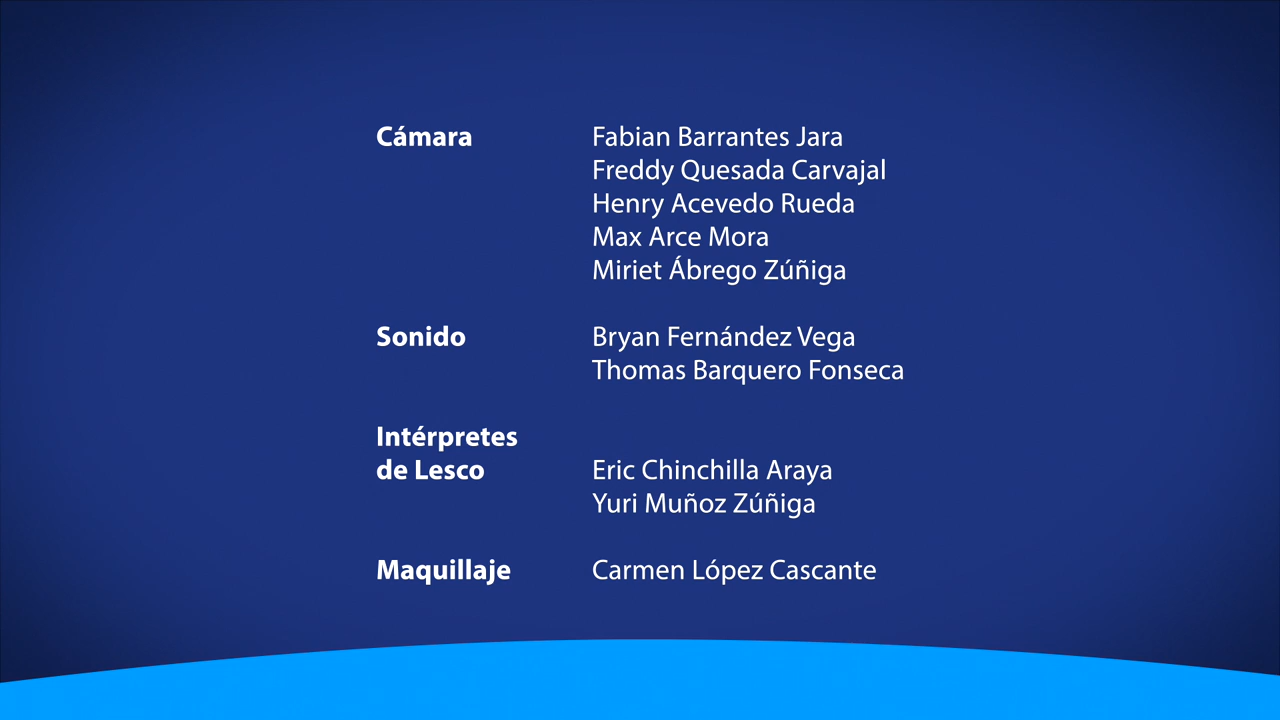 Cámara Fabian Barrantes Jara
Freddy Quesada Carvajal
Henry Acevedo Rueda
Max Arce Mora
Miriet Ábrego Zúñiga
Sonido Bryan Fernández Vega
Thomas Barquero Fonseca
Intérpretes
de Lesco Eric Chinchilla Araya
Yuri Muñoz Zúñiga
Maquillaje Carmen López Cascante